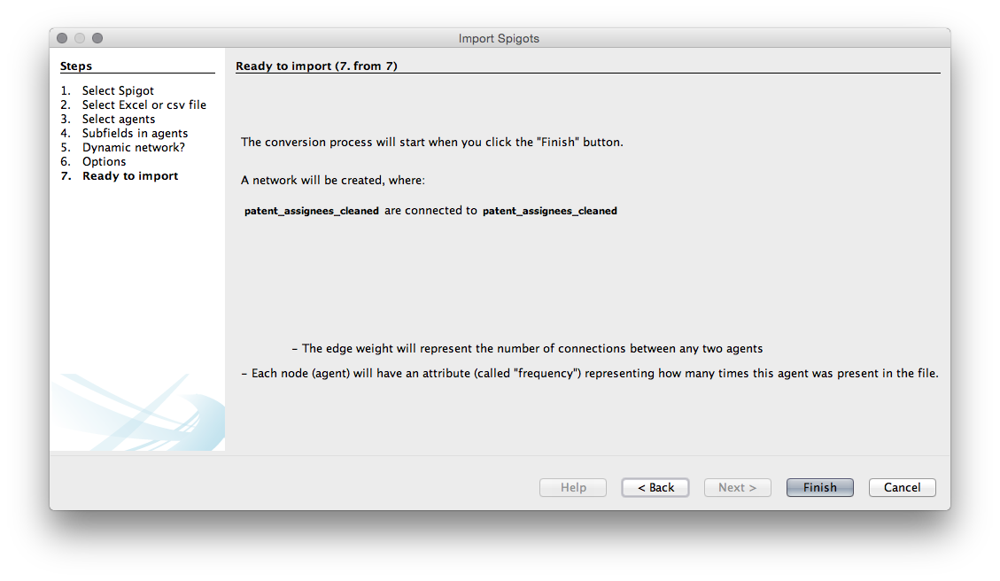 Import Spigots
Steps
1. Select Spigot
2. Select Excel or csv file
3. Select agents
4. Subfields in agents
5. Dynamic network?
6. Options
7. Ready to import
Ready to import (7. from 7)
The conversion process will start when you click the "Finish" button.
A network will be created, where:
patent_assignees_cleaned are connected to patent_assignees_cleaned
- The edge weight will represent the number of connections between any two agents
- Each node (agent) will have an attribute (called "frequency") representing how many times this agent was present in the file.
Help < Back Next > Finish Cancel